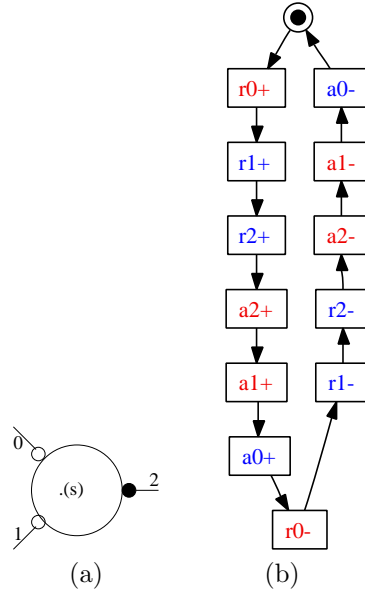 r0+
a0-
r1+
a1-
r2+
a2-
a2+
r2-
a1+
r1-
a0+
r0-
0
.(s)
2
1
(a)
(b)